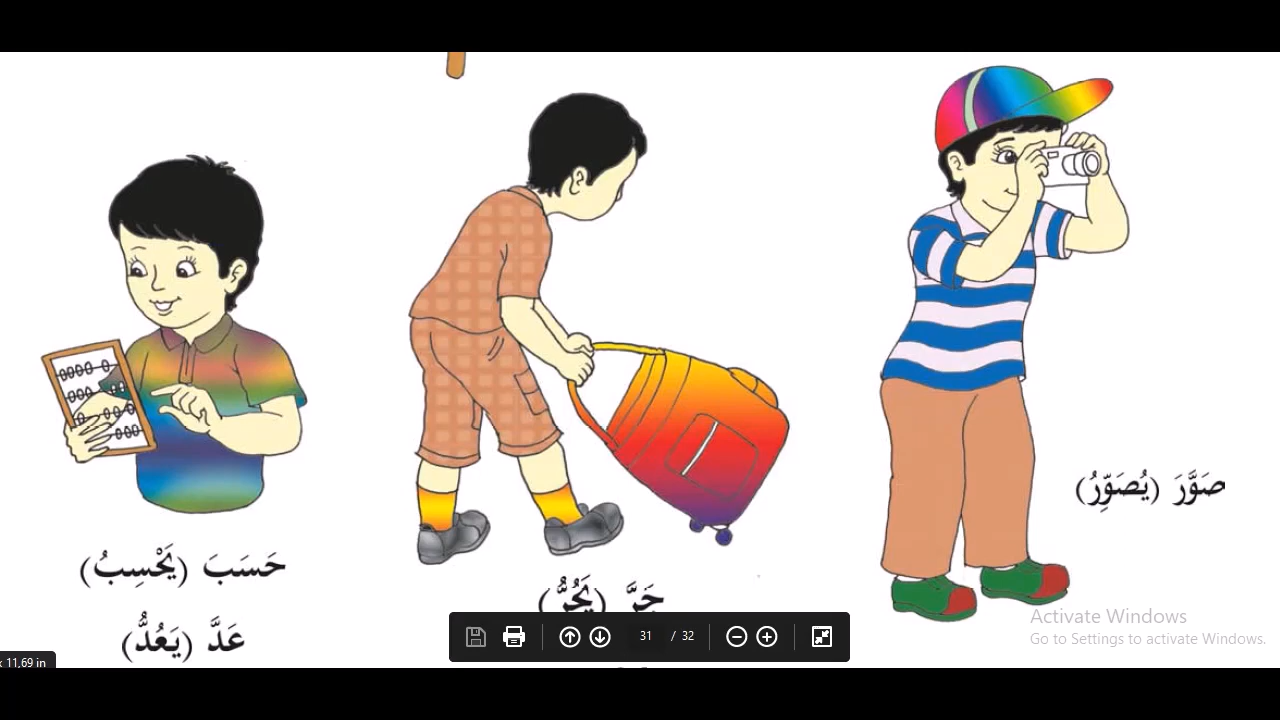 صَوَّرَ (يُصَوِّرُ)
حَسَبَ (يَحْسِبُ)
جَرَّ (يَجُرُّ)
عَدَّ (يَعُدُّ)
31 / 32
Activate Windows
Go to Settings to activate Windows.
x 11,69 in